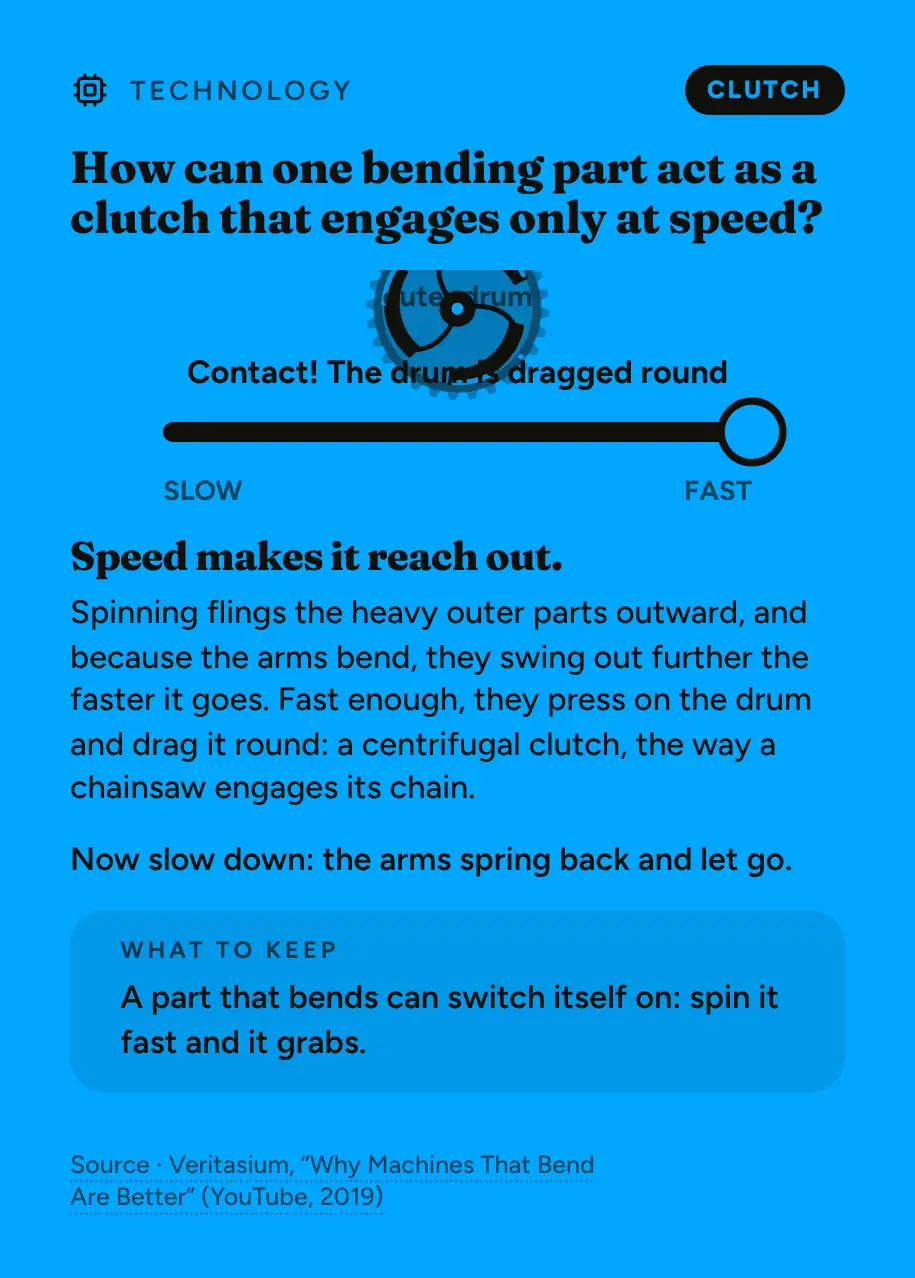 TECHNOLOGY
CLUTCH
How can one bending part act as a
clutch that engages only at speed?
outer drum
Contact! The drum is dragged round
SLOW
FAST
Speed makes it reach out.
Spinning flings the heavy outer parts outward, and
because the arms bend, they swing out further the
faster it goes. Fast enough, they press on the drum
and drag it round: a centrifugal clutch, the way a
chainsaw engages its chain.
Now slow down: the arms spring back and let go.
WHAT TO KEEP
A part that bends can switch itself on: spin it
fast and it grabs.
Source · Veritasium, “Why Machines That Bend
Are Better” (YouTube, 2019)